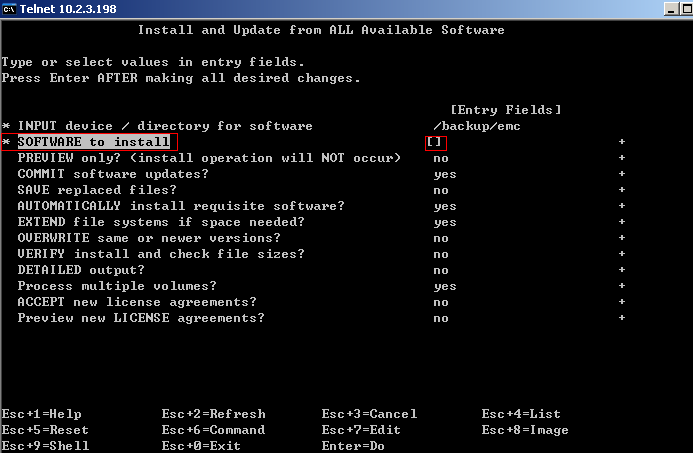 Telnet 10.2.3.198
Install and Update from ALL Available Software
Type or select values in entry fields.
Press Enter AFTER making all desired changes.
[Entry Fields]
* INPUT device / directory for software /backup/emc
* SOFTWARE to install [] +
PREVIEW only? (install operation will NOT occur) no +
COMMIT software updates? yes +
SAVE replaced files? no +
AUTOMATICALLY install requisite software? yes +
EXTEND file systems if space needed? yes +
OVERWRITE same or newer versions? no +
VERIFY install and check file sizes? no +
DETAILED output? no +
Process multiple volumes? yes +
ACCEPT new license agreements? no +
Preview new LICENSE agreements? no +
Esc+1=Help Esc+2=Refresh Esc+3=Cancel Esc+4=List
Esc+5=Reset Esc+6=Command Esc+7=Edit Esc+8=Image
Esc+9=Shell Esc+0=Exit Enter=Do